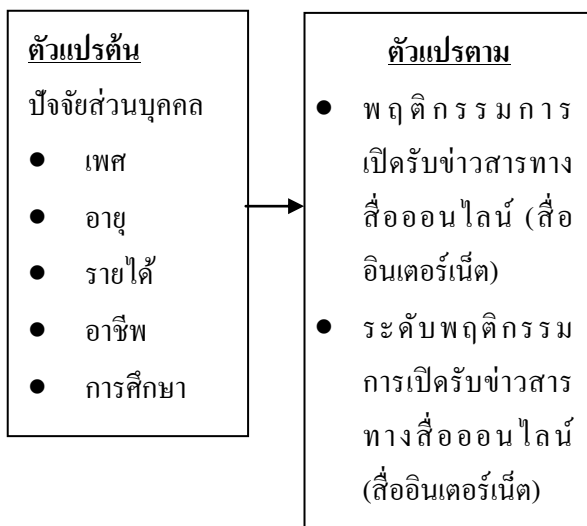 ตัวแปรต้น
ปัจจัยส่วนบุคคล
● เพศ
● อายุ
● รายได้
● อาชีพ
● การศึกษา
ตัวแปรตาม
● พฤติกรรมการ
เปิดรับข่าวสารทาง
สื่อออนไลน์ (สื่อ
อินเตอร์เน็ต)
● ระดับพฤติกรรม
การเปิดรับข่าวสาร
ทางสื่อออนไลน์
(สื่ออินเตอร์เน็ต)